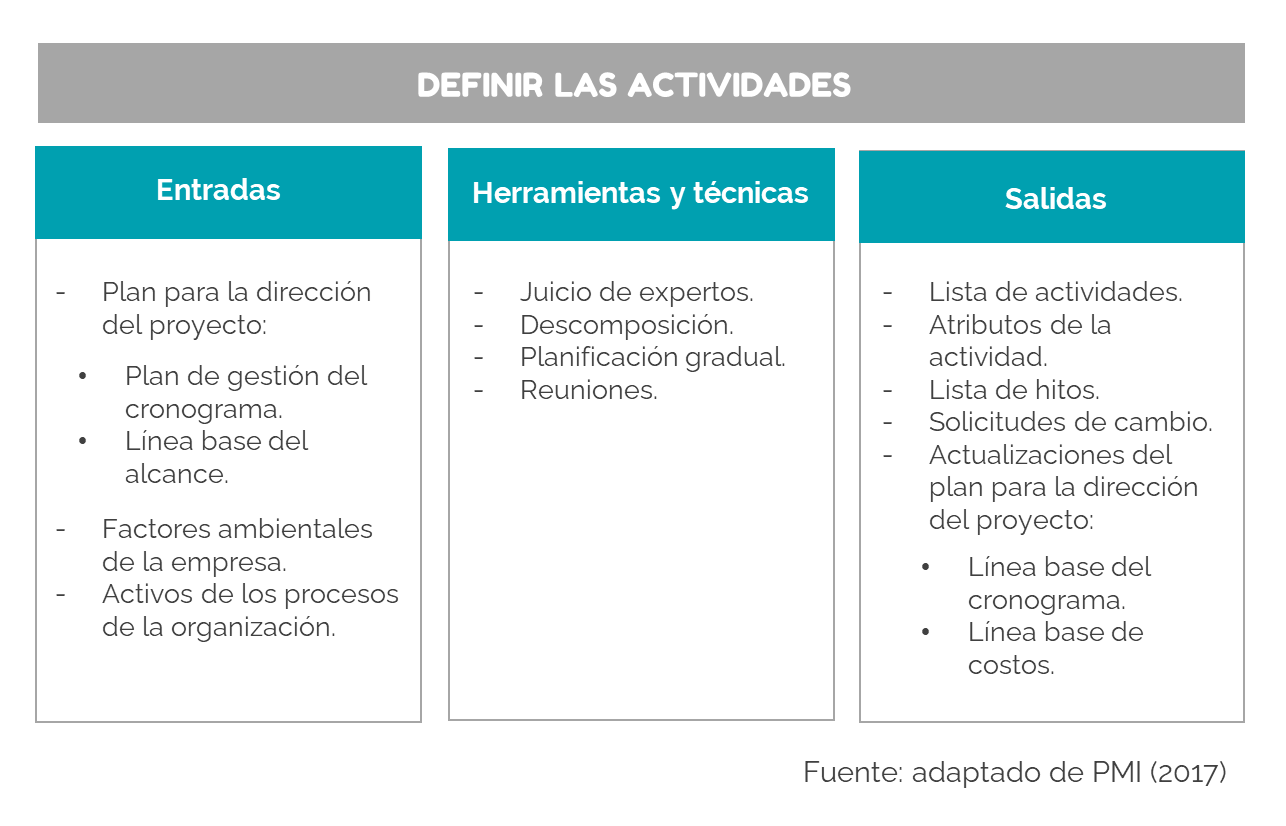 DEFINIR LAS ACTIVIDADES
Entradas
- Plan para la dirección
del proyecto:
• Plan de gestión del
cronograma.
• Línea base del
alcance.
- Factores ambientales
de la empresa.
- Activos de los procesos
de la organización.
Herramientas y técnicas
- Juicio de expertos.
- Descomposición.
- Planificación gradual.
- Reuniones.
Salidas
- Lista de actividades.
- Atributos de la
actividad.
- Lista de hitos.
- Solicitudes de cambio.
- Actualizaciones del
plan para la dirección
del proyecto:
• Línea base del
cronograma.
• Línea base de
costos.
Fuente: adaptado de PMI (2017)